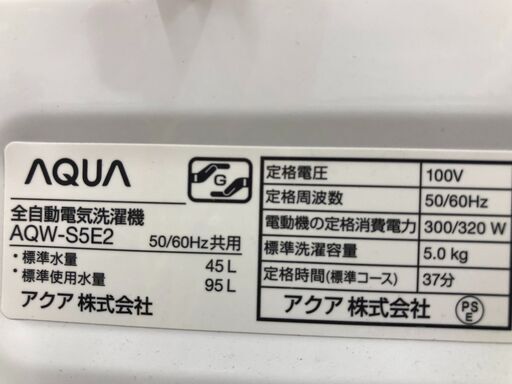 AQUA
G
全自動電気洗濯機
AQW-S5E2 50/60Hz共用
・標準水量 45L
・標準使用水量 95L
アクア 株式会社
定格電圧 100V
定格周波数 50/60Hz
電動機の定格消費電力 300/320 W
標準洗濯容量 5.0 kg
定格時間(標準コース) 37分
アクア 株式会社 PSE